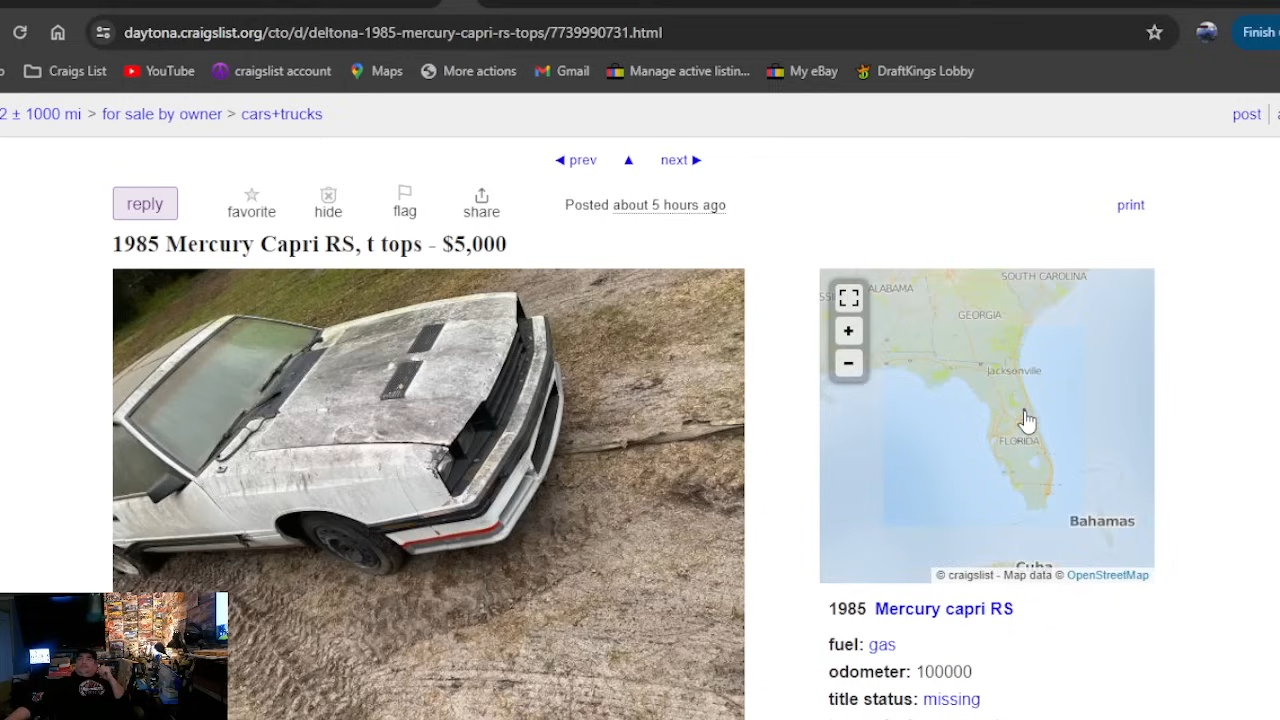 daytona.craigslist.org/cto/d/deltona-1985-mercury-capri-rs-tops/7739990731.html
Finish
Craigs List YouTube craigslist account Maps More actions Gmail Manage active listin... My eBay DraftKings Lobby
2 ± 1000 mi > for sale by owner > cars+trucks
post
◀ prev ▲ next ▶
reply favorite hide flag share Posted about 5 hours ago print
1985 Mercury Capri RS, t tops - $5,000
SOUTH CAROLINA
ALABAMA
GEORGIA
Jacksonville
FLORIDA
Bahamas
Cuba
© craigslist - Map data © OpenStreetMap
1985 Mercury capri RS
fuel: gas
odometer: 100000
title status: missing